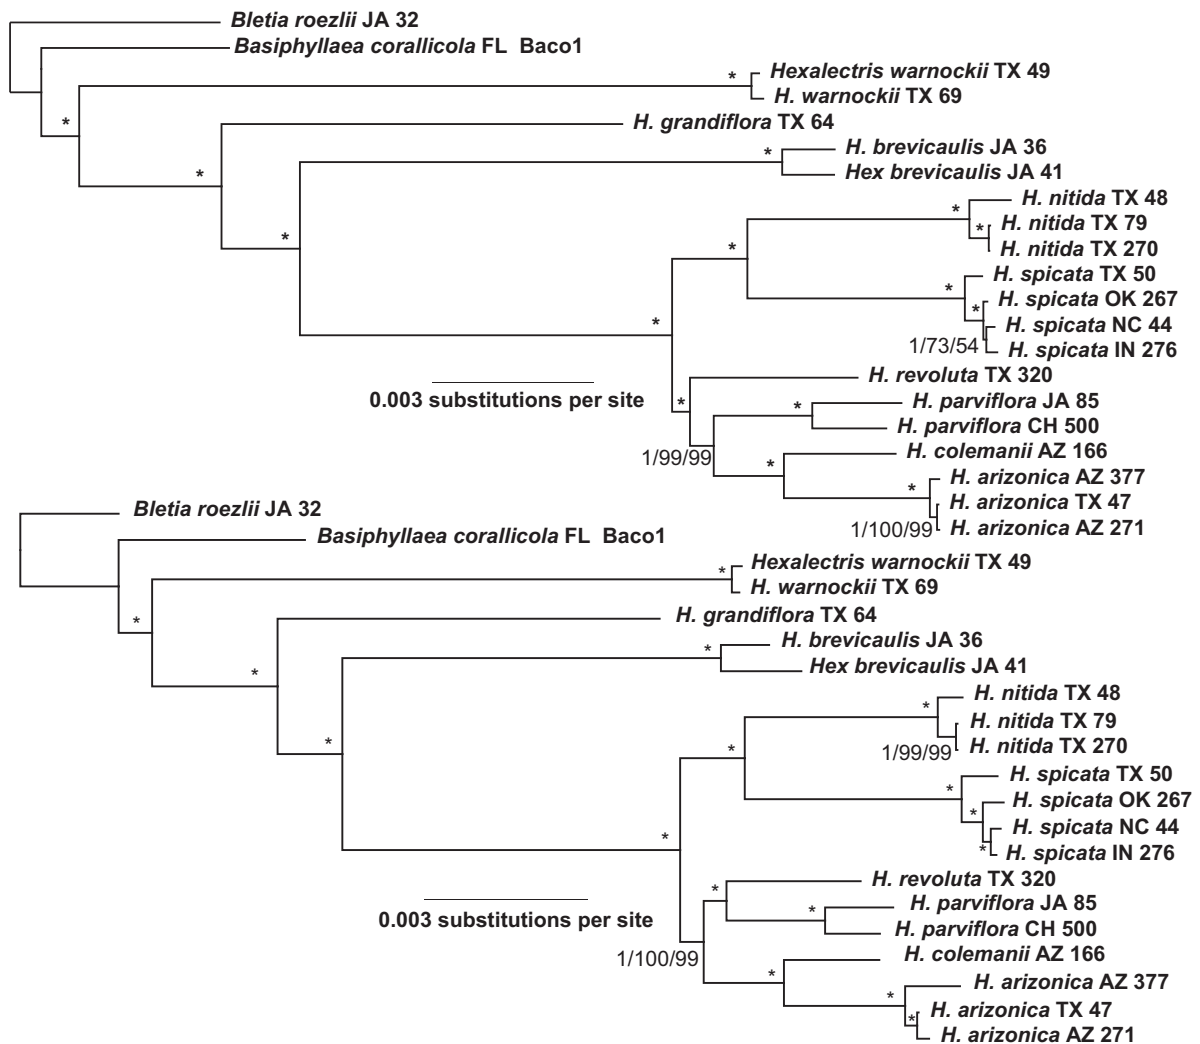 Bletia roezlii JA 32
Basiphyllaea corallicola FL Baco1
* Hexalectris warnockii TX 49
H. warnockii TX 69
* H. grandiflora TX 64
* * H. brevicaulis JA 36
Hex brevicaulis JA 41
* H. nitida TX 48
* * H. nitida TX 79
* H. nitida TX 270
* H. spicata TX 50
* H. spicata OK 267
* H. spicata NC 44
1/73/54 H. spicata IN 276
H. revoluta TX 320
0.003 substitutions per site * * H. parviflora JA 85
H. parviflora CH 500
1/99/99 * H. colemanii AZ 166
* H. arizonica AZ 377
H. arizonica TX 47
1/100/99 H. arizonica AZ 271
Bletia roezlii JA 32
Basiphyllaea corallicola FL Baco1
* Hexalectris warnockii TX 49
H. warnockii TX 69
* H. grandiflora TX 64
* * H. brevicaulis JA 36
Hex brevicaulis JA 41
* H. nitida TX 48
* * H. nitida TX 79
1/99/99 H. nitida TX 270
* H. spicata TX 50
* H. spicata OK 267
* H. spicata NC 44
* H. spicata IN 276
* H. revoluta TX 320
0.003 substitutions per site * H. parviflora JA 85
H. parviflora CH 500
1/100/99 * H. colemanii AZ 166
* H. arizonica AZ 377
* H. arizonica TX 47
H. arizonica AZ 271